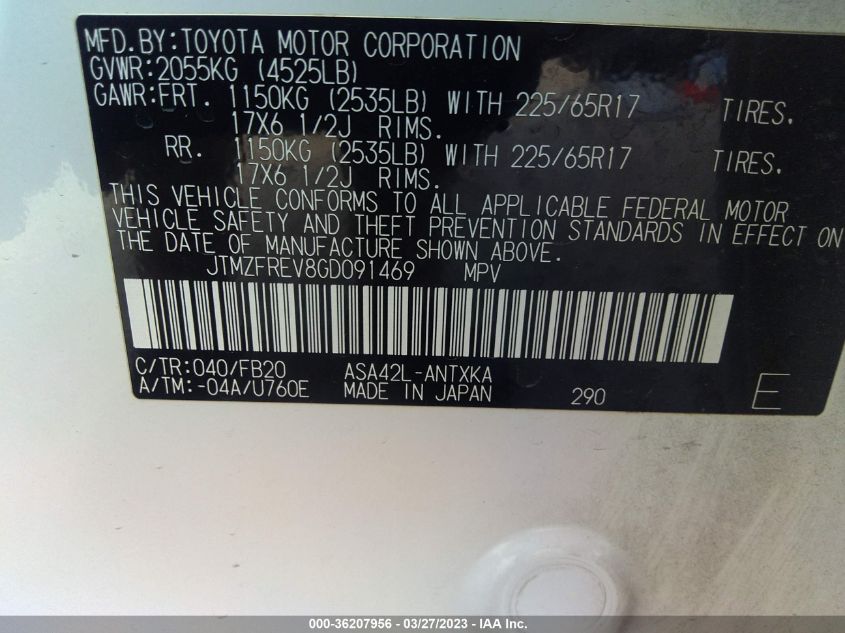 MFD.BY:TOYOTA MOTOR CORPORATION
GVWR:2055KG (4525LB)
GAWR:FRT. 1150KG (2535LB) WITH 225/65R17 TIRES.
17X6 1/2J RIMS.
RR. 1150KG (2535LB) WITH 225/65R17 TIRES.
17X6 1/2J RIMS.
THIS VEHICLE CONFORMS TO ALL APPLICABLE FEDERAL MOTOR
VEHICLE SAFETY AND THEFT PREVENTION STANDARDS IN EFFECT ON
THE DATE OF MANUFACTURE SHOWN ABOVE.
JTMZFREV8GD091469 MPV
C/TR:040/FB20 ASA42L-ANTXKA
A/TM:-04A/U760E MADE IN JAPAN 290 E
000-36207956 - 03/27/2023 - IAA Inc.